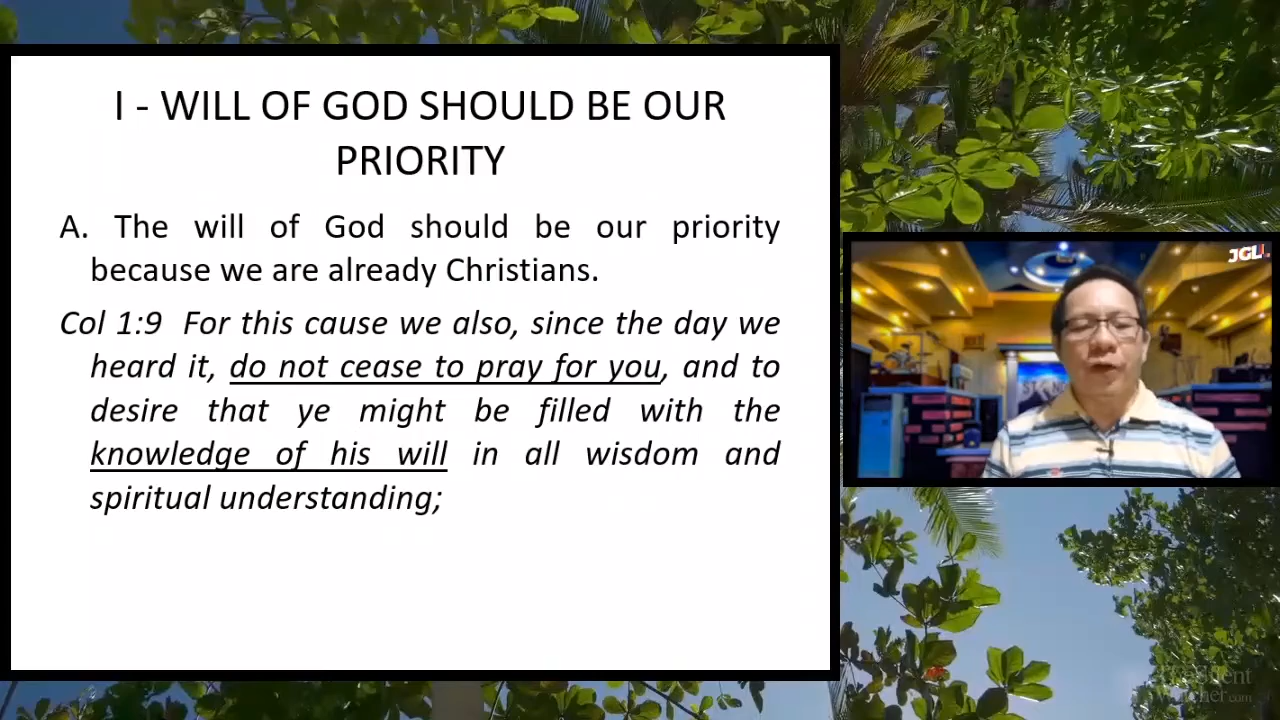 I - WILL OF GOD SHOULD BE OUR
PRIORITY
A. The will of God should be our priority
because we are already Christians.
Col 1:9 For this cause we also, since the day we
heard it, do not cease to pray for you, and to
desire that ye might be filled with the
knowledge of his will in all wisdom and
spiritual understanding;